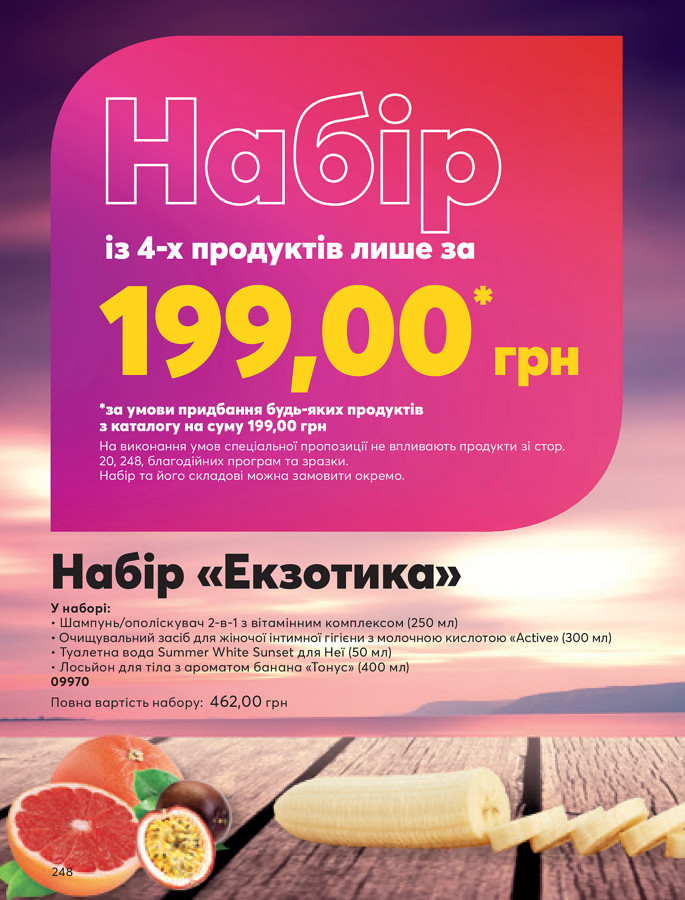 Набір
із 4-х продуктів лише за
199,00* грн
*за умови придбання будь-яких продуктів
з каталогу на суму 199,00 грн
На виконання умов спеціальної пропозиції не впливають продукти зі стор.
20, 248, благодійних програм та зразки.
Набір та його складові можна замовити окремо.
Набір «Екзотика»
У наборі:
• Шампунь/ополіскувач 2-в-1 з вітамінним комплексом (250 мл)
• Очищувальний засіб для жіночої інтимної гігієни з молочною кислотою «Active» (300 мл)
• Туалетна вода Summer White Sunset для Неї (50 мл)
• Лосьйон для тіла з ароматом банана «Тонус» (400 мл)
09970
Повна вартість набору: 462,00 грн
248